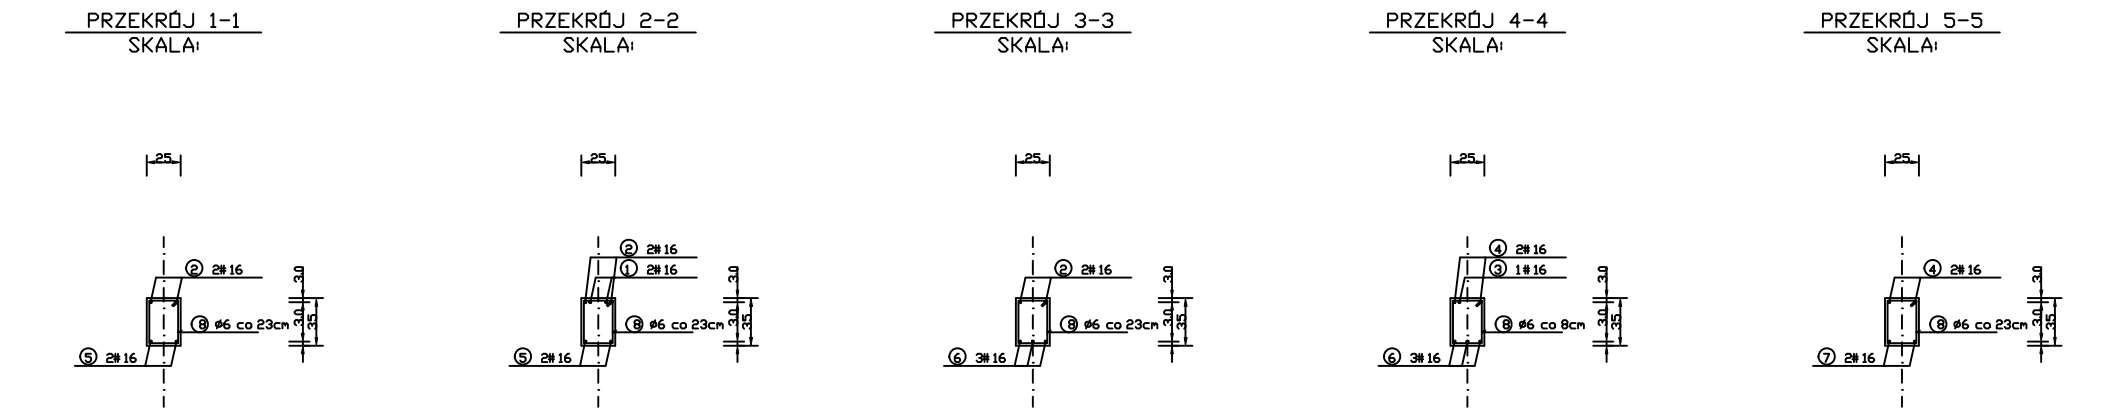 PRZEKRÓJ 1-1
SKALA:
25
② 2#16
3.0
3.0
35
⑧ ø6 co 23cm
⑤ 2#16
PRZEKRÓJ 2-2
SKALA:
25
② 2#16
① 2#16
3.0
3.0
35
⑧ ø6 co 23cm
⑤ 2#16
PRZEKRÓJ 3-3
SKALA:
25
② 2#16
3.0
3.0
35
⑧ ø6 co 23cm
⑥ 3#16
PRZEKRÓJ 4-4
SKALA:
25
④ 2#16
③ 1#16
3.0
3.0
35
⑧ ø6 co 8cm
⑥ 3#16
PRZEKRÓJ 5-5
SKALA:
25
④ 2#16
3.0
3.0
35
⑧ ø6 co 23cm
⑦ 2#16